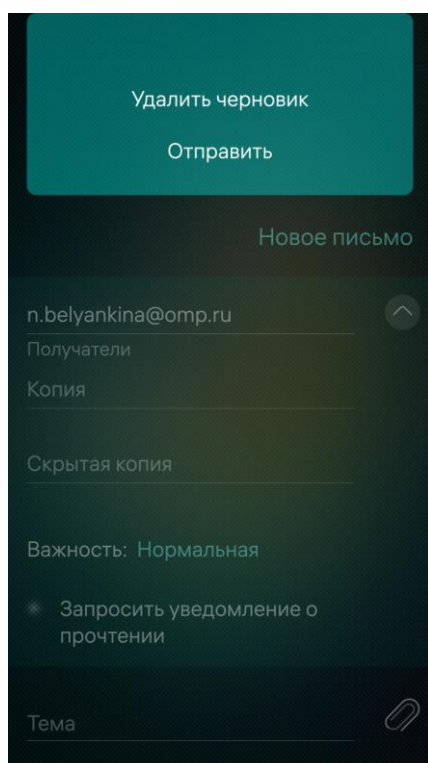 Удалить черновик
Отправить
Новое письмо
n.belyankina@omp.ru
Получатели
Копия
Скрытая копия
Важность: Нормальная
Запросить уведомление о
прочтении
Тема